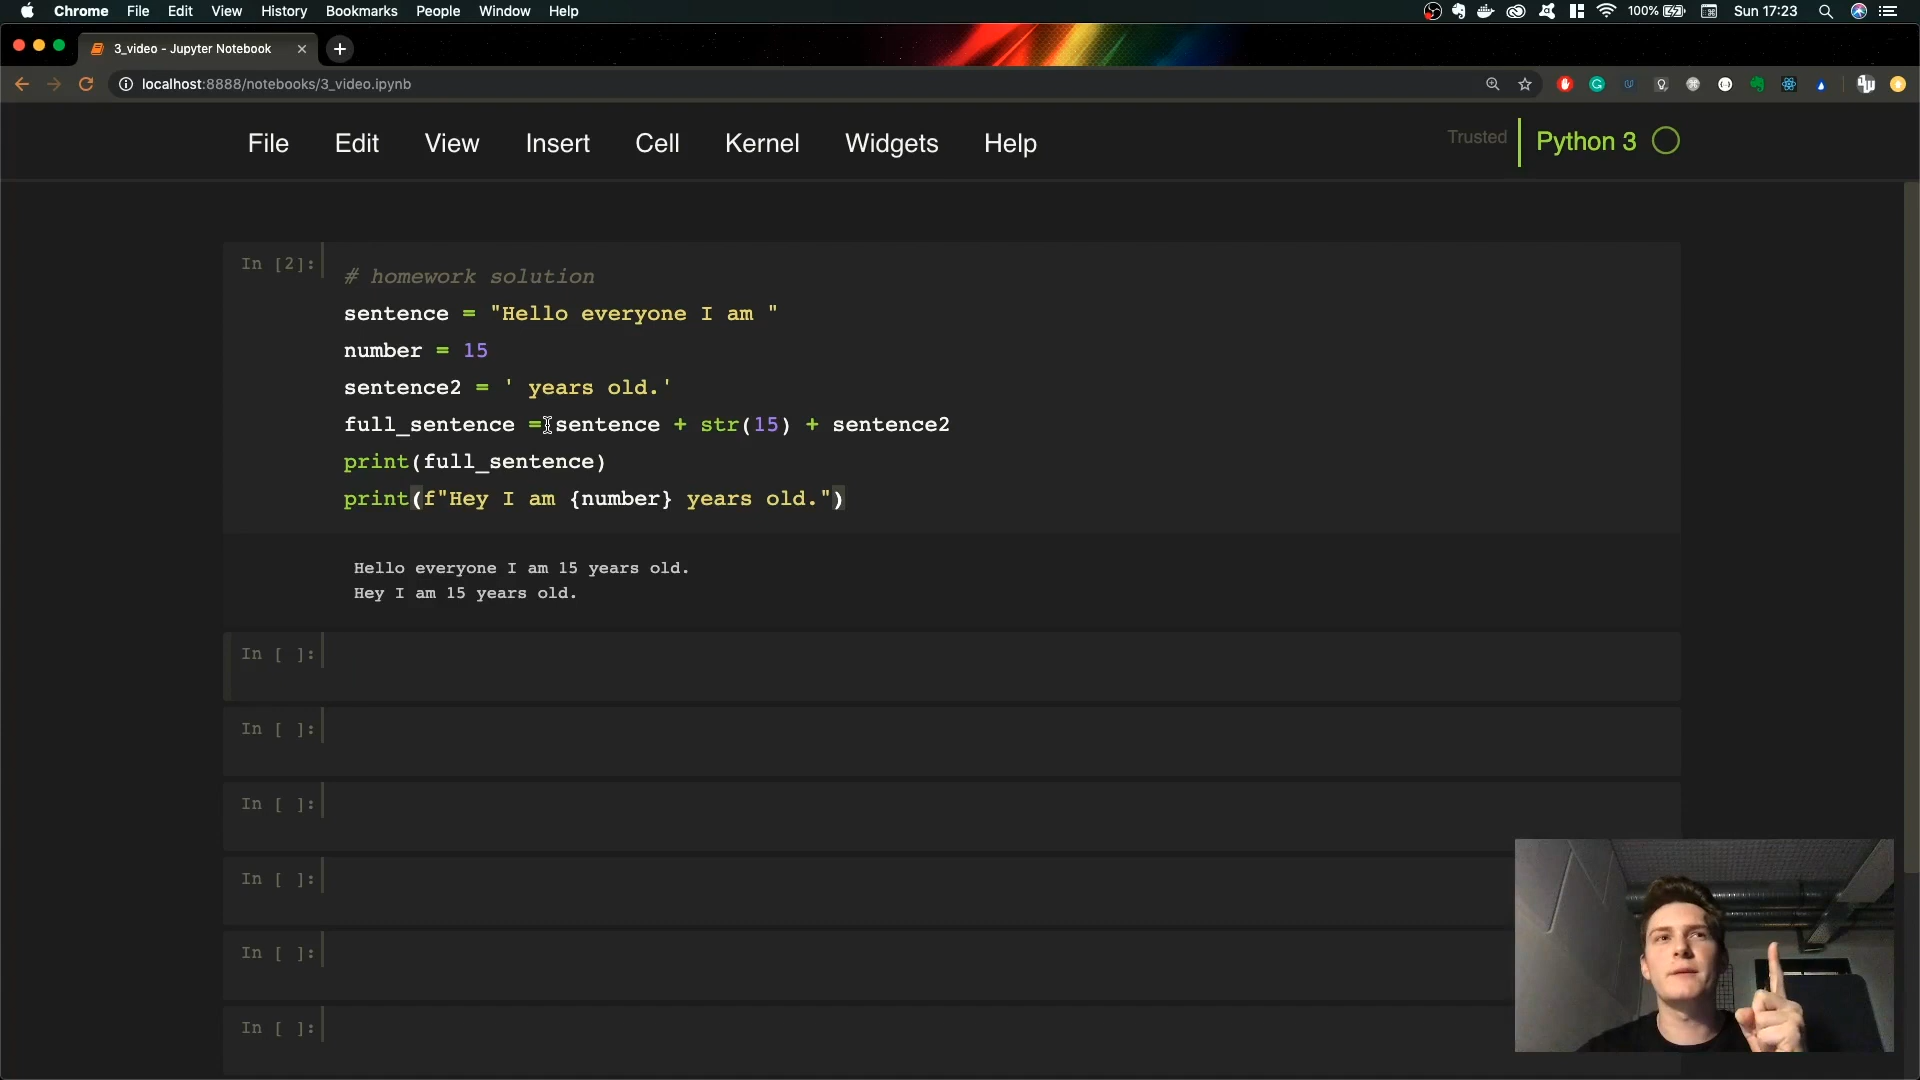 Chrome File Edit View History Bookmarks People Window Help 100% Sun 17:23
3_video - Jupyter Notebook
localhost:8888/notebooks/3_video.ipynb
File Edit View Insert Cell Kernel Widgets Help Trusted Python 3
In [2]:
# homework solution
sentence = "Hello everyone I am "
number = 15
sentence2 = ' years old.'
full_sentence = sentence + str(15) + sentence2
print(full_sentence)
print(f"Hey I am {number} years old.")
Hello everyone I am 15 years old.
Hey I am 15 years old.
In [ ]:
In [ ]:
In [ ]:
In [ ]:
In [ ]:
In [ ]: